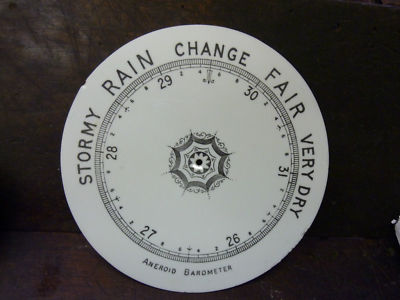 STORMY
RAIN
CHANGE
FAIR
VERY DRY
28
29
30
31
27
26
ANEROID BAROMETER